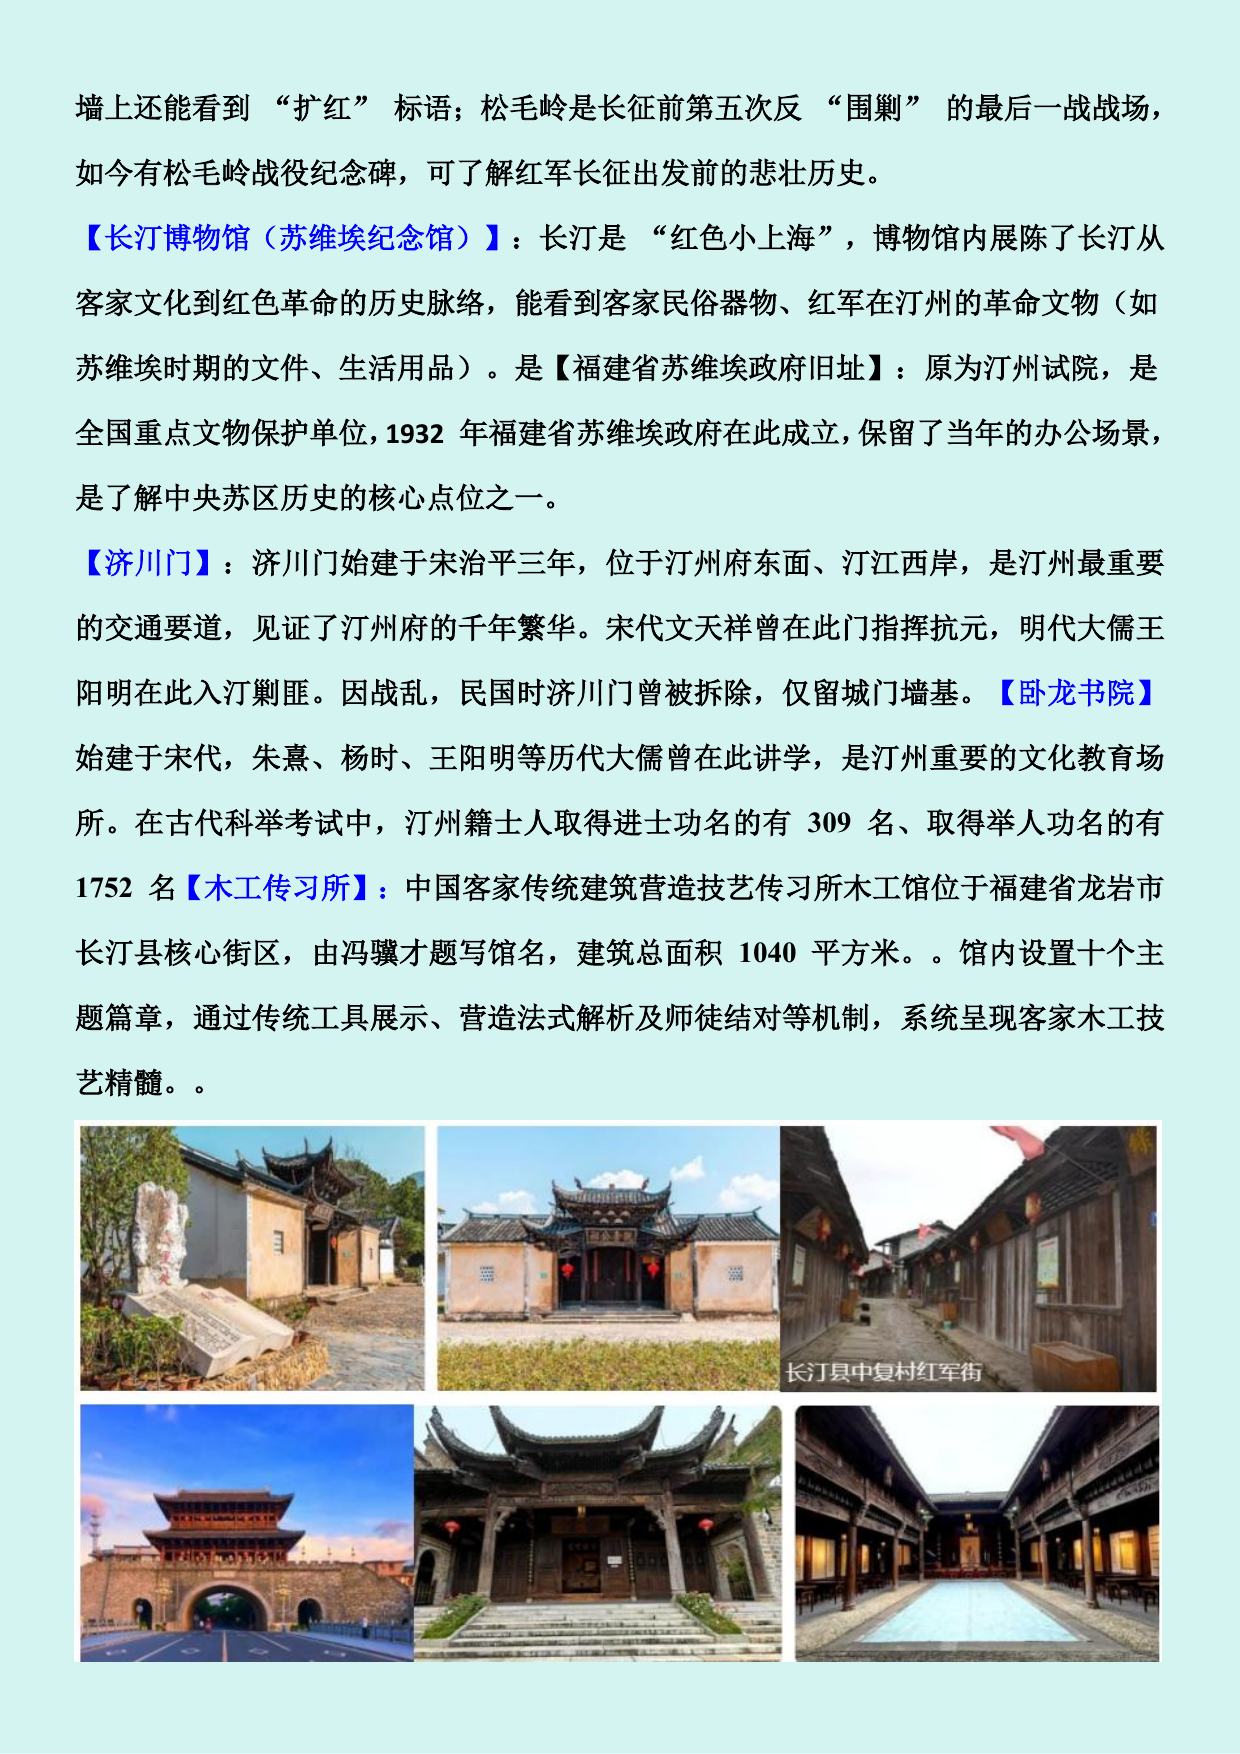 墙上还能看到 “扩红” 标语；松毛岭是长征前第五次反 “围剿” 的最后一战战场，
如今有松毛岭战役纪念碑，可了解红军长征出发前的悲壮历史。
【长汀博物馆（苏维埃纪念馆）】：长汀是 “红色小上海”，博物馆内展陈了长汀从
客家文化到红色革命的历史脉络，能看到客家民俗器物、红军在汀州的革命文物（如
苏维埃时期的文件、生活用品）。是【福建省苏维埃政府旧址】：原为汀州试院，是
全国重点文物保护单位，1932 年福建省苏维埃政府在此成立，保留了当年的办公场景，
是了解中央苏区历史的核心点位之一。
【济川门】：济川门始建于宋治平三年，位于汀州府东面、汀江西岸，是汀州最重要
的交通要道，见证了汀州府的千年繁华。宋代文天祥曾在此门指挥抗元，明代大儒王
阳明在此入汀剿匪。因战乱，民国时济川门曾被拆除，仅留城门墙基。【卧龙书院】
始建于宋代，朱熹、杨时、王阳明等历代大儒曾在此讲学，是汀州重要的文化教育场
所。在古代科举考试中，汀州籍士人取得进士功名的有 309 名、取得举人功名的有
1752 名【木工传习所】：中国客家传统建筑营造技艺传习所木工馆位于福建省龙岩市
长汀县核心街区，由冯骥才题写馆名，建筑总面积 1040 平方米。。馆内设置十个主
题篇章，通过传统工具展示、营造法式解析及师徒结对等机制，系统呈现客家木工技
艺精髓。。
长汀县中复村红军街